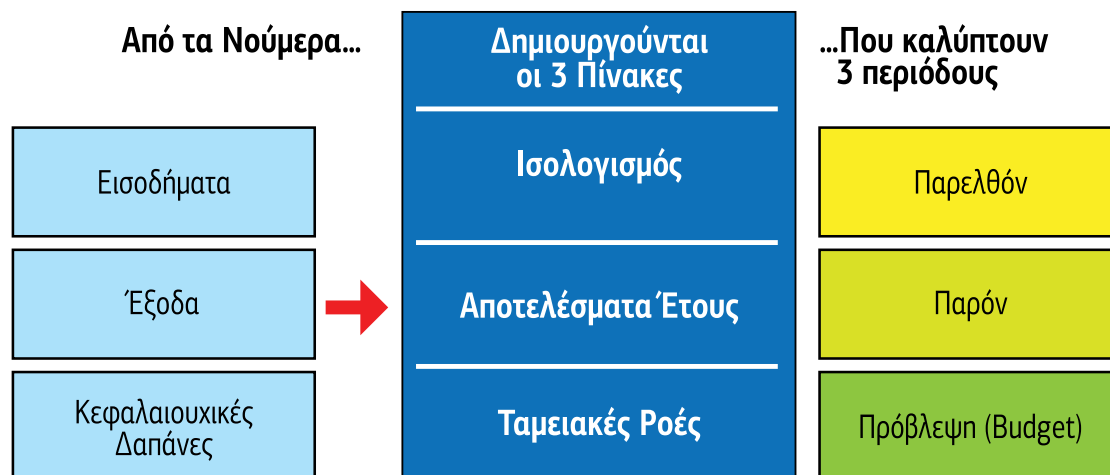 Από τα Νούμερα...
Εισοδήματα
Έξοδα
Κεφαλαιουχικές
Δαπάνες
Δημιουργούνται
οι 3 Πίνακες
Ισολογισμός
Αποτελέσματα Έτους
Ταμειακές Ροές
...Που καλύπτουν
3 περιόδους
Παρελθόν
Παρόν
Πρόβλεψη (Budget)